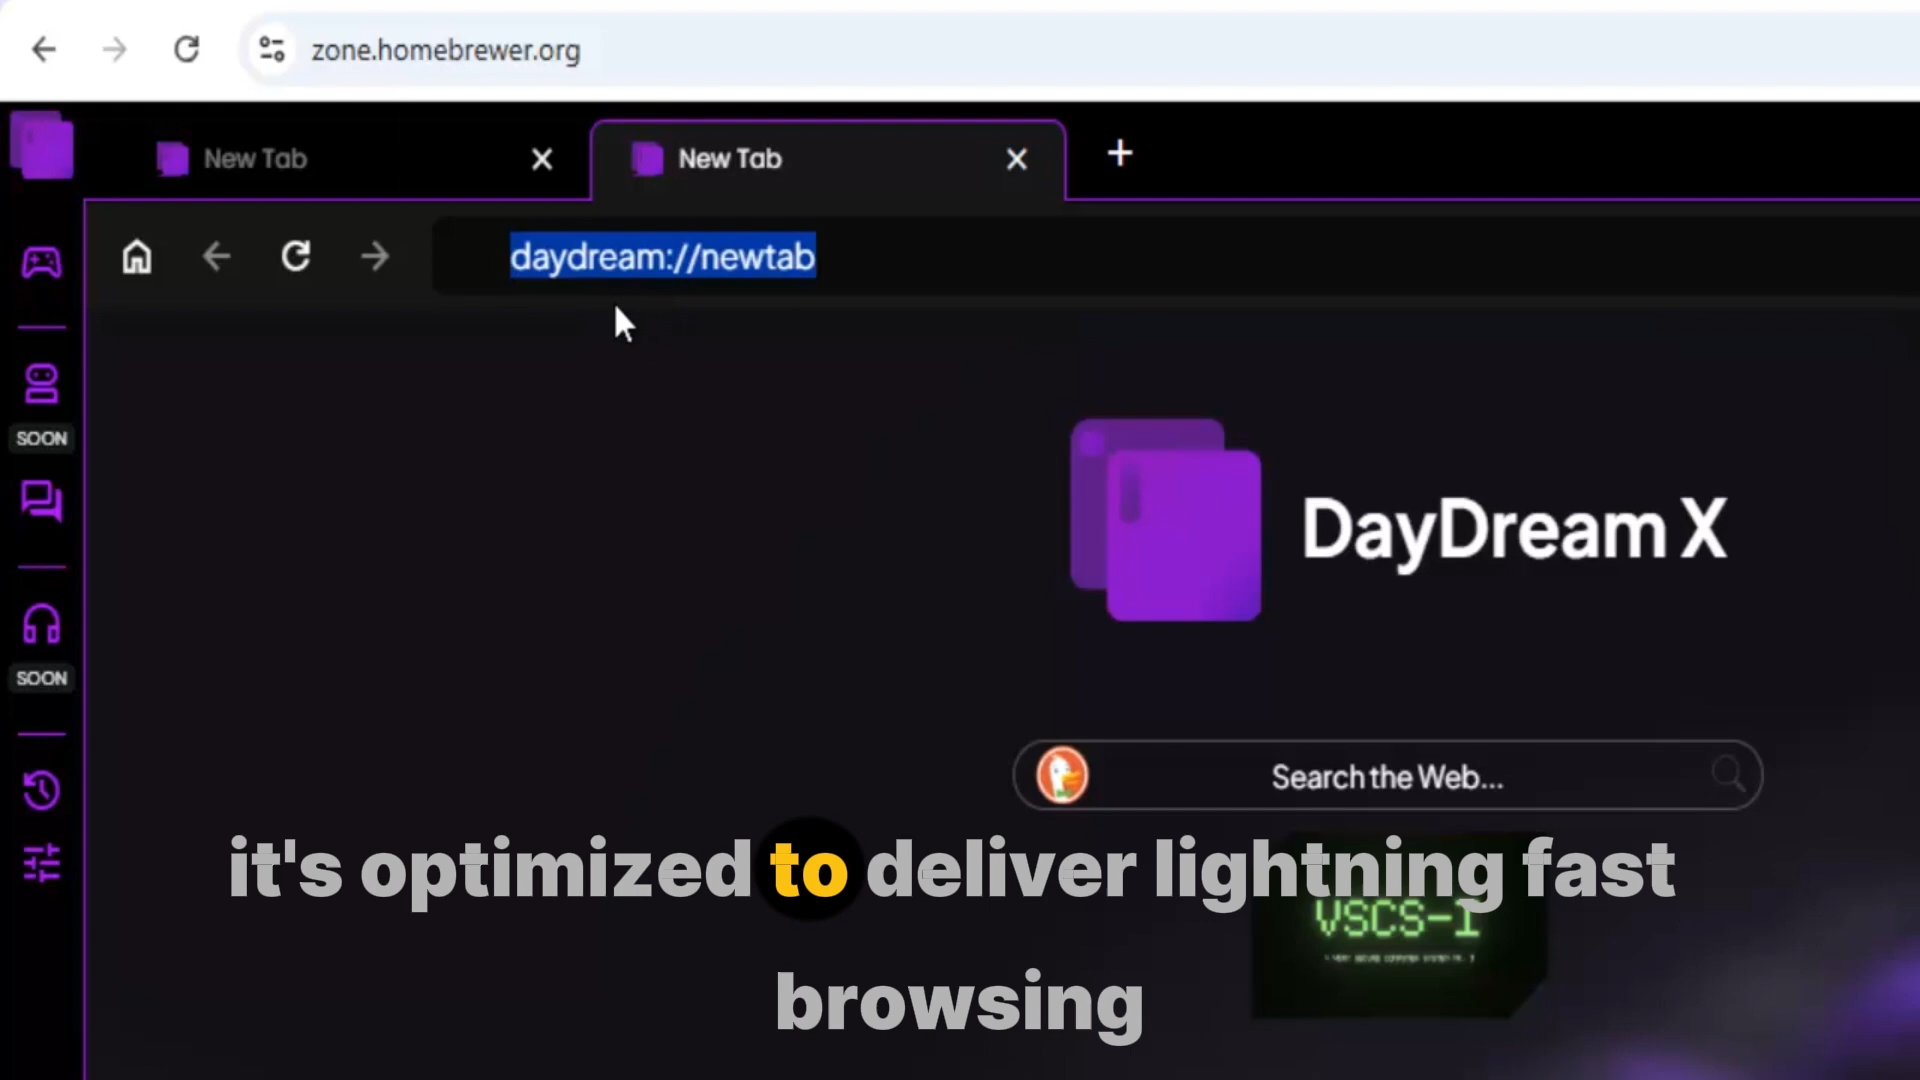 zone.homebrewer.org
New Tab
New Tab
daydream://newtab
SOON
SOON
DayDream X
Search the Web...
it's optimized to deliver lightning fast
browsing
VSCS-1